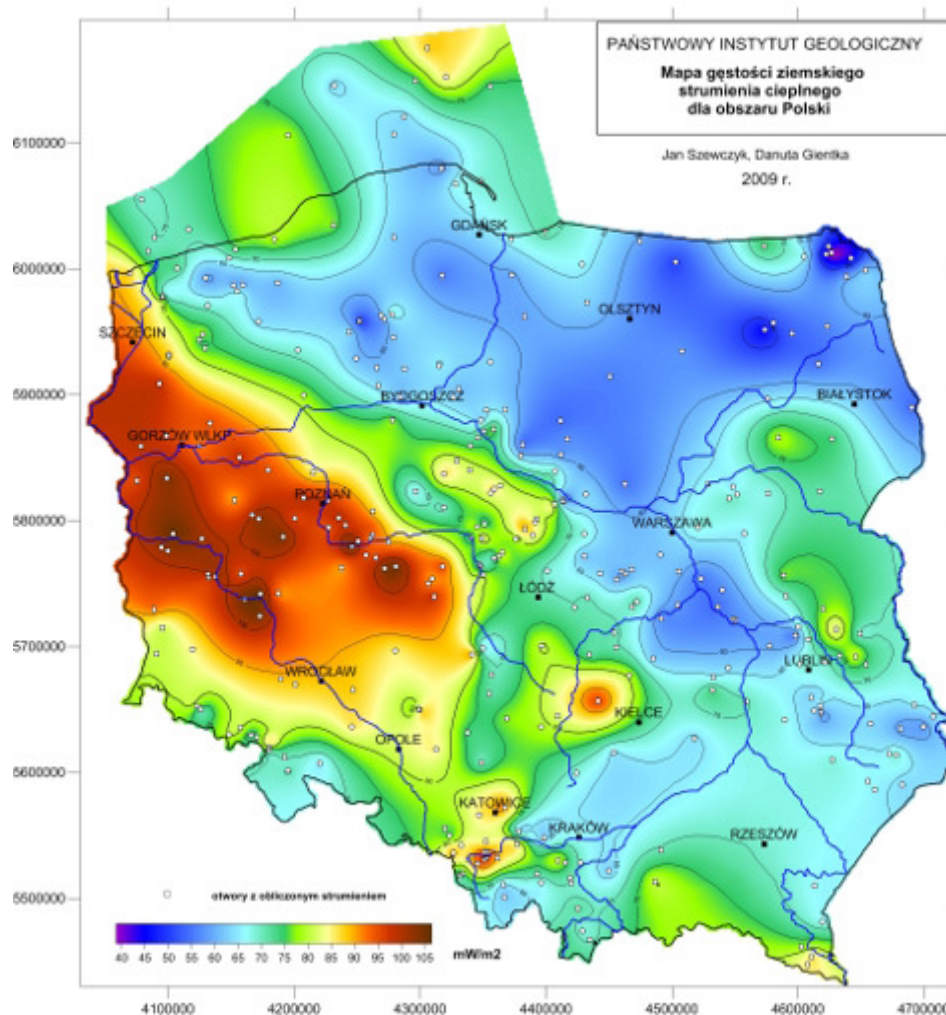 PAŃSTWOWY INSTYTUT GEOLOGICZNY
Mapa gęstości ziemskiego
strumienia cieplnego
dla obszaru Polski
Jan Szewczyk, Danuta Gientka
2009 r.
6100000
6000000
5900000
5800000
5700000
5600000
5500000
GDAŃSK
OLSZTYN
SZCZECIN
BYDGOSZCZ
BIAŁYSTOK
GORZÓW WLKP.
POZNAŃ
WARSZAWA
ŁÓDŹ
LUBLIN
WROCŁAW
KIELCE
OPOLE
KATOWICE
KRAKÓW
RZESZÓW
otwory z obliczonym strumieniem
40 45 50 55 60 65 70 75 80 85 90 95 100 105
mW/m2
4100000 4200000 4300000 4400000 4500000 4600000 4700000